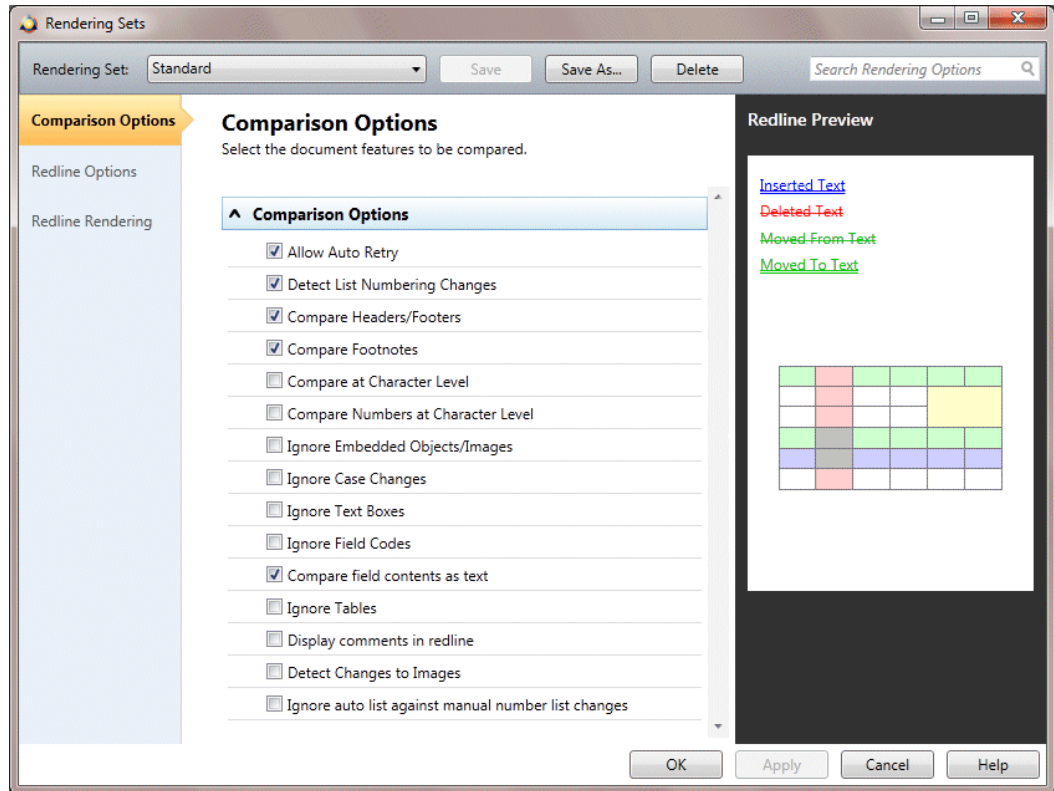 Rendering Sets
Rendering Set: Standard Save Save As... Delete Search Rendering Options
Comparison Options
Redline Options
Redline Rendering
Comparison Options
Select the document features to be compared.
Comparison Options
Allow Auto Retry
Detect List Numbering Changes
Compare Headers/Footers
Compare Footnotes
Compare at Character Level
Compare Numbers at Character Level
Ignore Embedded Objects/Images
Ignore Case Changes
Ignore Text Boxes
Ignore Field Codes
Compare field contents as text
Ignore Tables
Display comments in redline
Detect Changes to Images
Ignore auto list against manual number list changes
Redline Preview
Inserted Text
Deleted Text
Moved From Text
Moved To Text
OK Apply Cancel Help